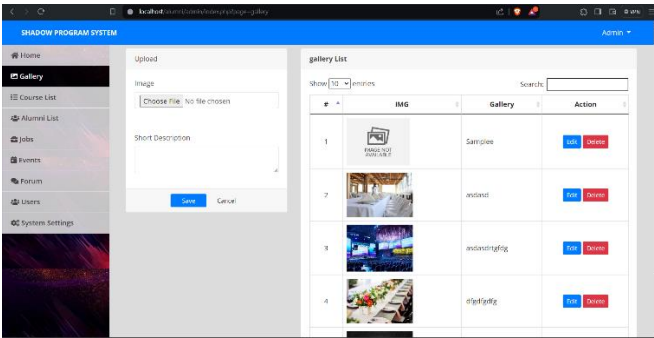 localhost/alumni/admin/index.php?page=gallery
SHADOW PROGRAM SYSTEM
Admin
Home
Gallery
Course List
Alumni List
Jobs
Events
Forum
Users
System Settings
Upload
Image
Choose File No file chosen
Short Description
Save Cancel
gallery List
Show 10 entries
Search:
# IMG Gallery Action
1 IMAGE NOT AVAILABLE Samplee Edit Delete
2 asdasd Edit Delete
3 asdasdrtgfdg Edit Delete
4 dfgdfgdfg Edit Delete